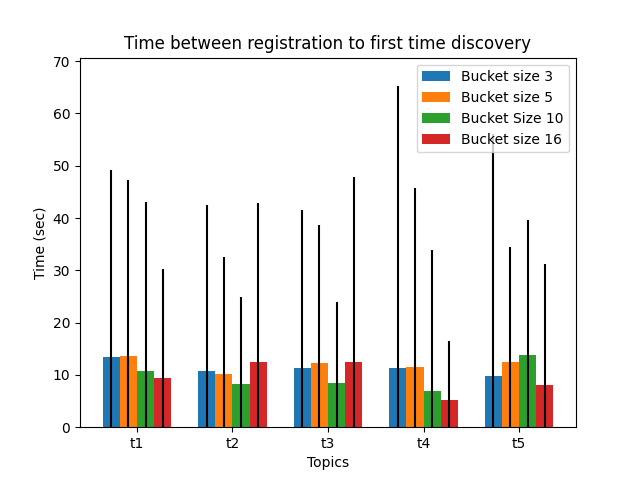 Time between registration to first time discovery
70
60
50
40
30
20
10
0
Time (sec)
Bucket size 3
Bucket size 5
Bucket Size 10
Bucket size 16
t1 t2 t3 t4 t5
Topics